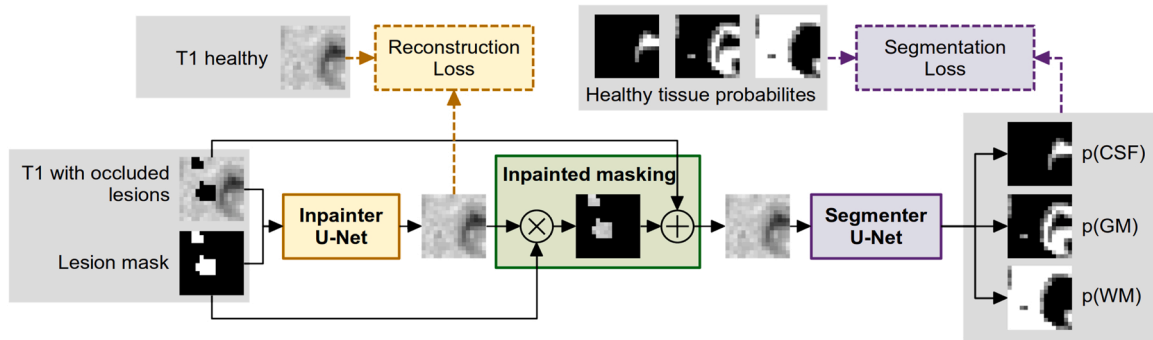 T1 healthy
Reconstruction
Loss
Healthy tissue probabilites
Segmentation
Loss
T1 with occluded
lesions
Lesion mask
Inpainter
U-Net
Inpainted masking
Segmenter
U-Net
p(CSF)
p(GM)
p(WM)